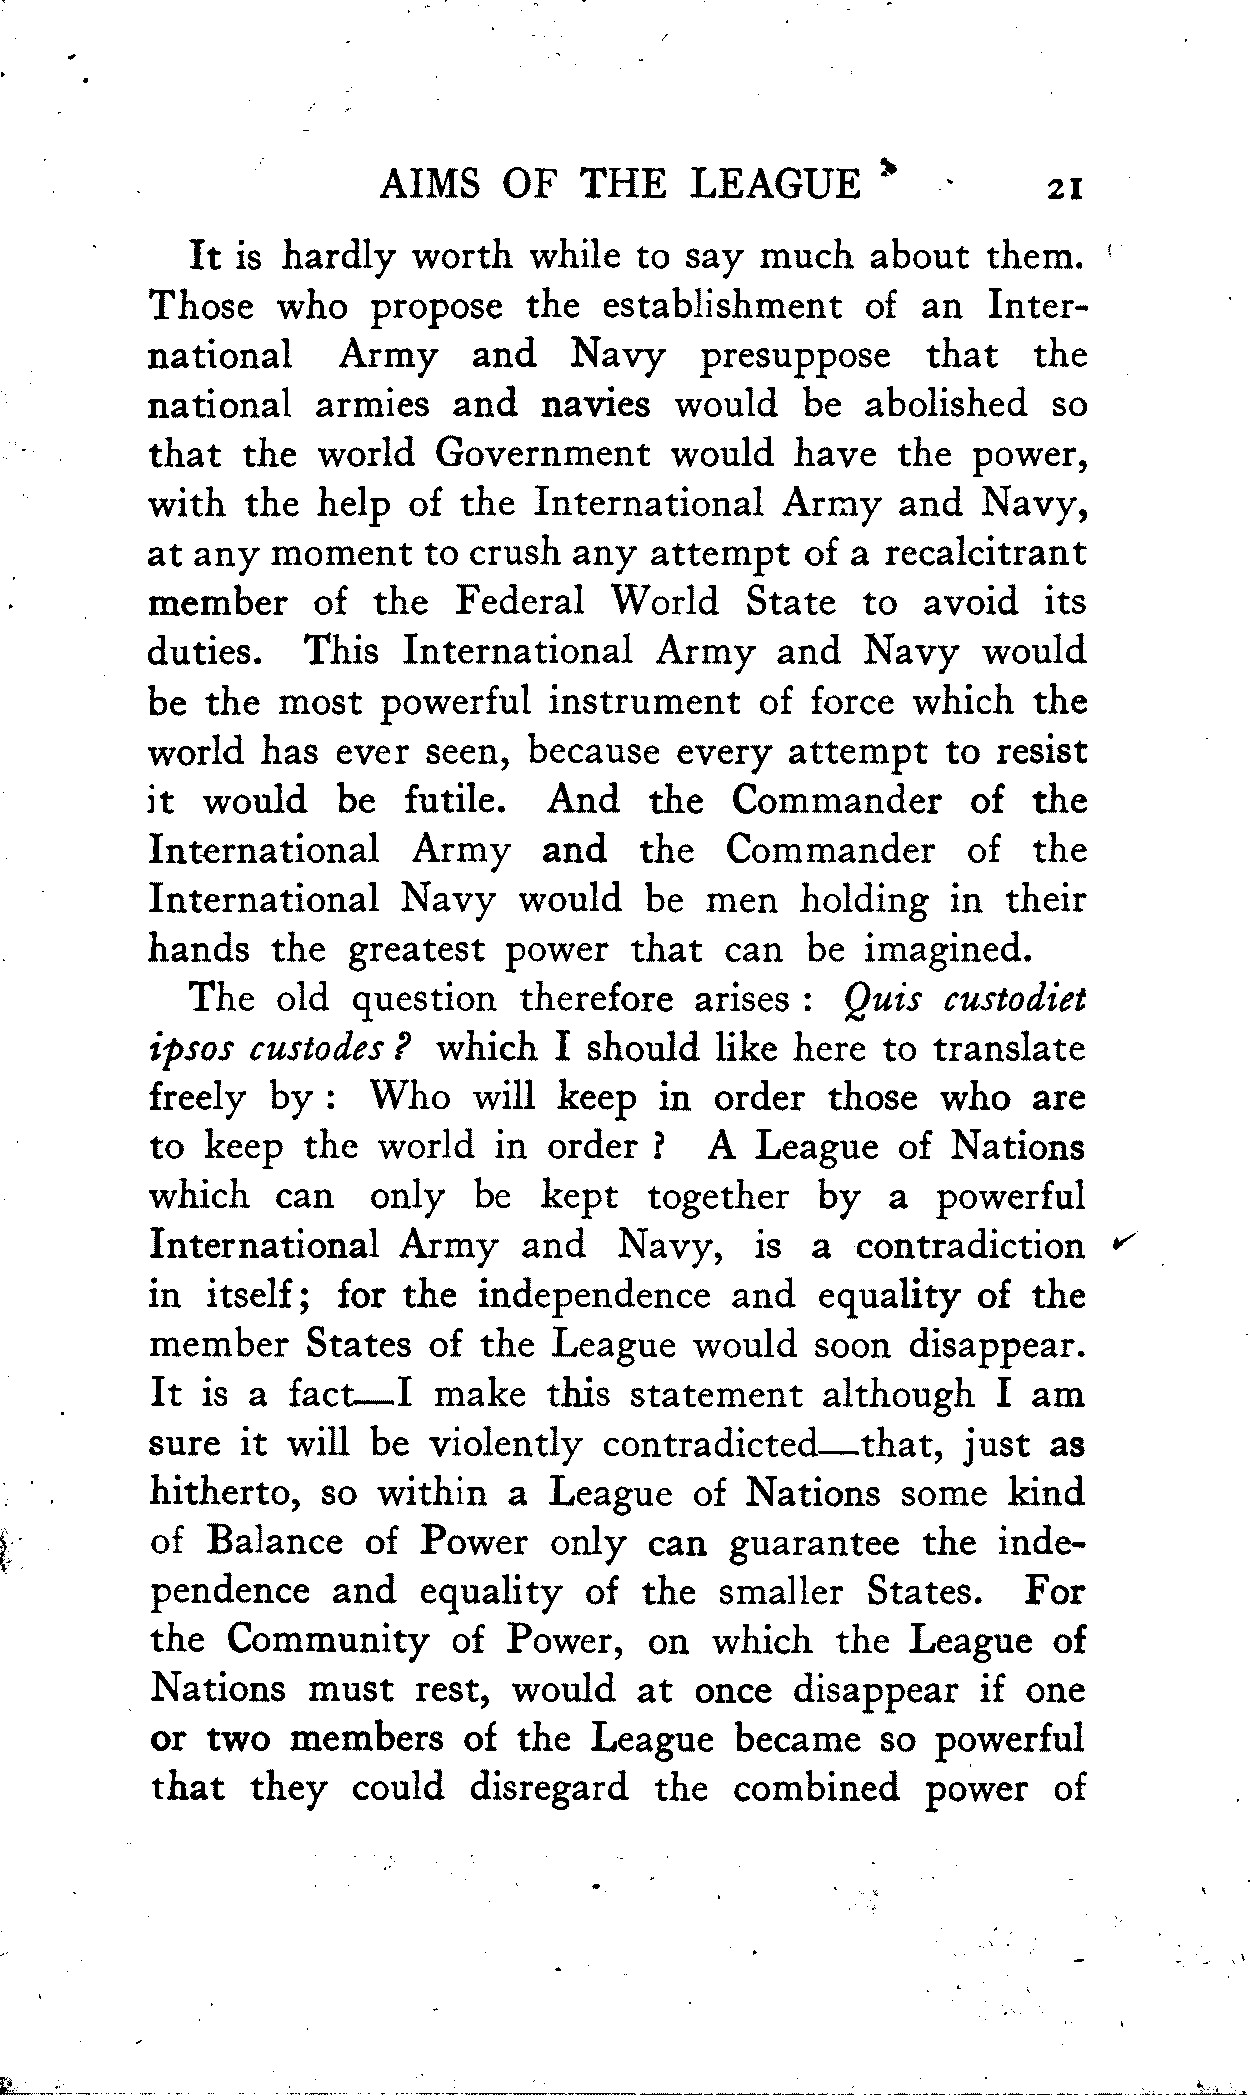 AIMS OF THE LEAGUE 21
It is hardly worth while to say much about them.
Those who propose the establishment of an Inter-
national Army and Navy presuppose that the
national armies and navies would be abolished so
that the world Government would have the power,
with the help of the International Army and Navy,
at any moment to crush any attempt of a recalcitrant
member of the Federal World State to avoid its
duties. This International Army and Navy would
be the most powerful instrument of force which the
world has ever seen, because every attempt to resist
it would be futile. And the Commander of the
International Army and the Commander of the
International Navy would be men holding in their
hands the greatest power that can be imagined.
The old question therefore arises : Quis custodiet
ipsos custodes ? which I should like here to translate
freely by : Who will keep in order those who are
to keep the world in order ? A League of Nations
which can only be kept together by a powerful
International Army and Navy, is a contradiction
in itself; for the independence and equality of the
member States of the League would soon disappear.
It is a fact—I make this statement although I am
sure it will be violently contradicted—that, just as
hitherto, so within a League of Nations some kind
of Balance of Power only can guarantee the inde-
pendence and equality of the smaller States. For
the Community of Power, on which the League of
Nations must rest, would at once disappear if one
or two members of the League became so powerful
that they could disregard the combined power of